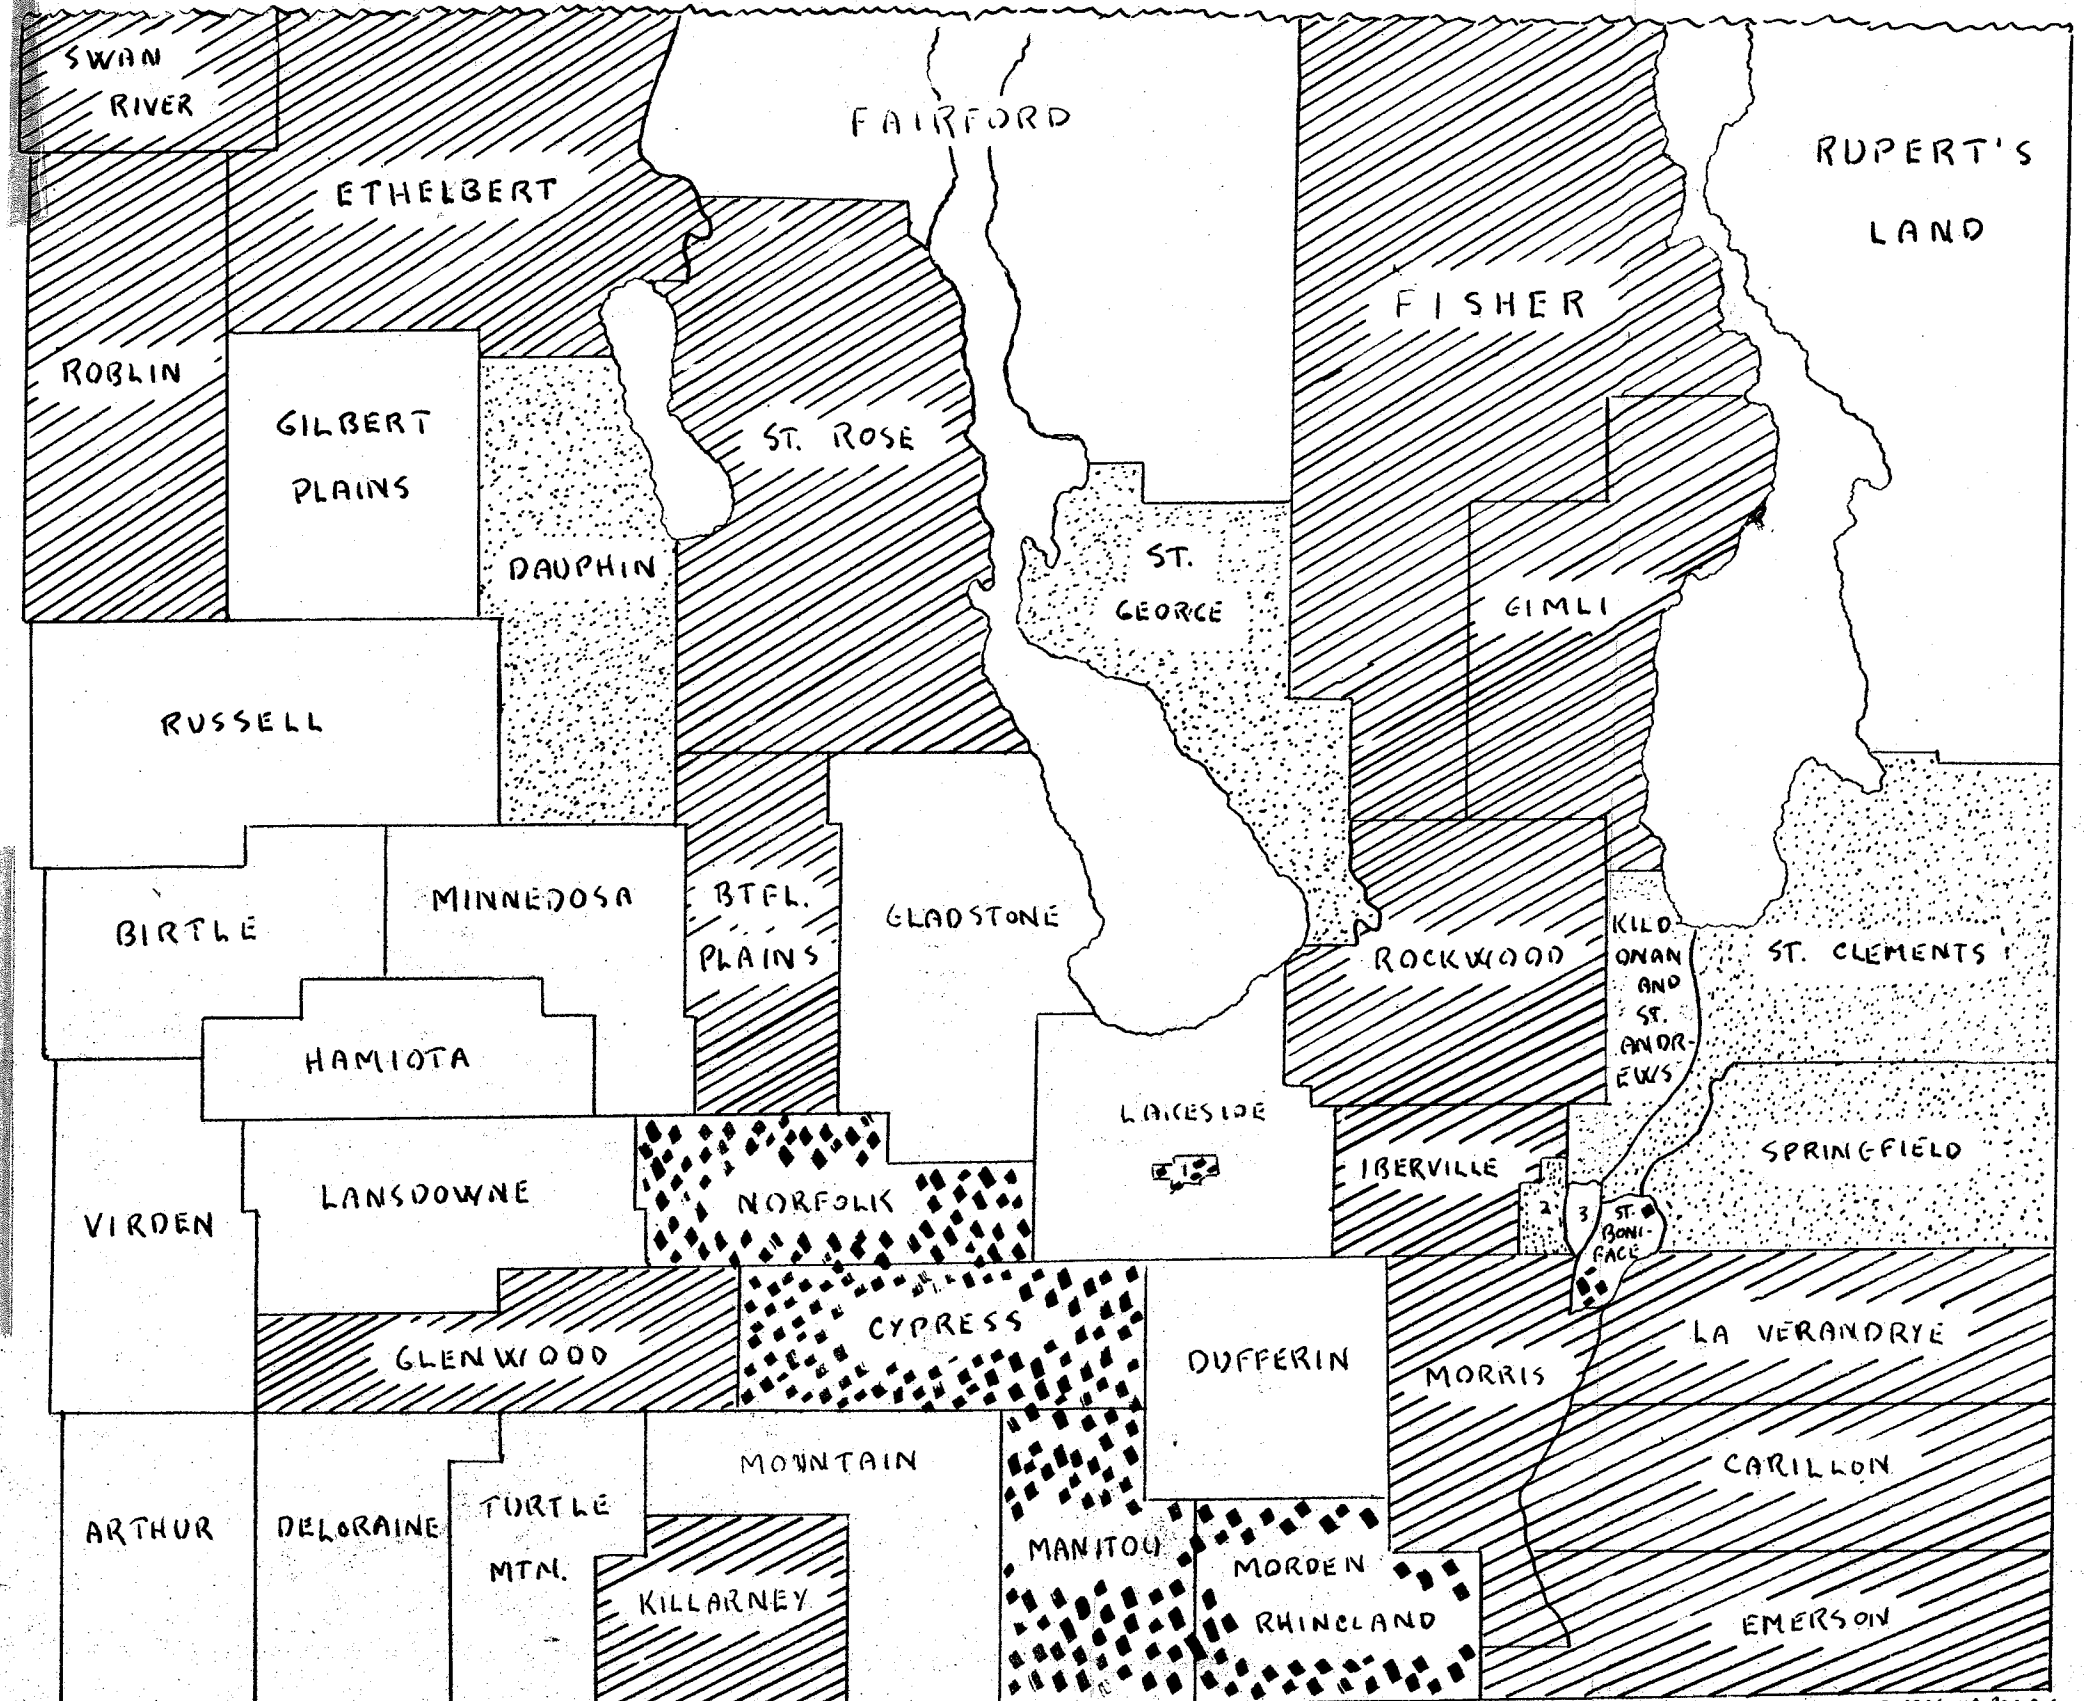 SWAN
RIVER
FAIRFORD
RUPERT'S
LAND
ETHELBERT
FISHER
ROBLIN
GILBERT
PLAINS
ST. ROSE
DAUPHIN
ST.
GEORGE
GIMLI
RUSSELL
BTFL.
PLAINS
MINNEDOSA
BIRTLE
GLADSTONE
ROCKWOOD
KILD
ONAN
AND
ST.
ANDR-
EWS
ST. CLEMENTS
HAMIOTA
LAKESIDE
1
IBERVILLE
SPRINGFIELD
VIRDEN
LANSDOWNE
NORFOLK
2
3
ST.
BONI-
FACE
GLENWOOD
CYPRESS
DUFFERIN
MORRIS
LA VERANDRYE
MOUNTAIN
CARILLON
ARTHUR
DELORAINE
TURTLE
MTN.
KILLARNEY
MANITOU
MORDEN
RHINELAND
EMERSON